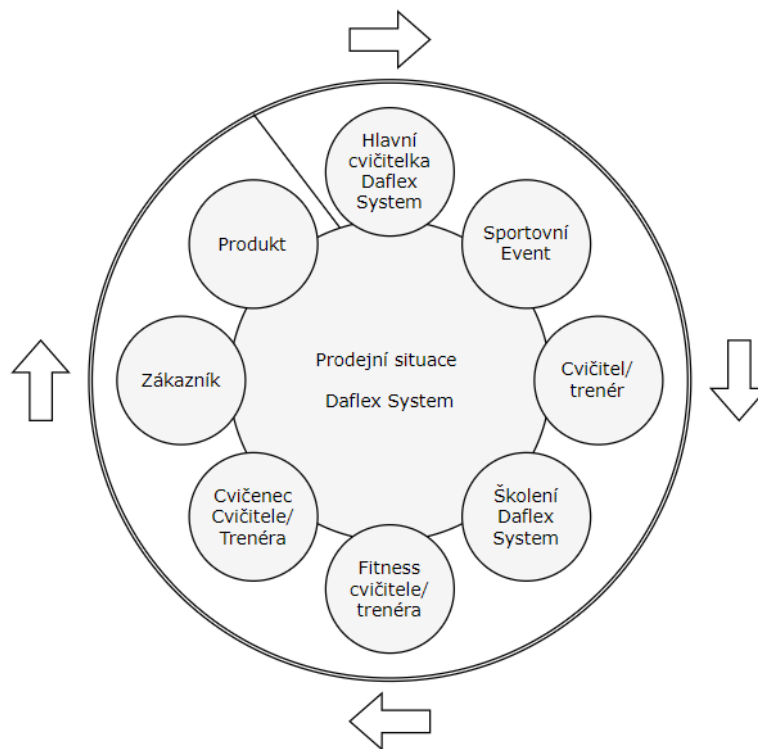 Hlavní
cvičitelka
Daflex
System
Sportovní
Event
Cvičitel/
trenér
Školení
Daflex
System
Fitness
cvičitele/
trenéra
Cvičenec
Cvičitele/
Trenéra
Zákazník
Produkt
Prodejní situace
Daflex System